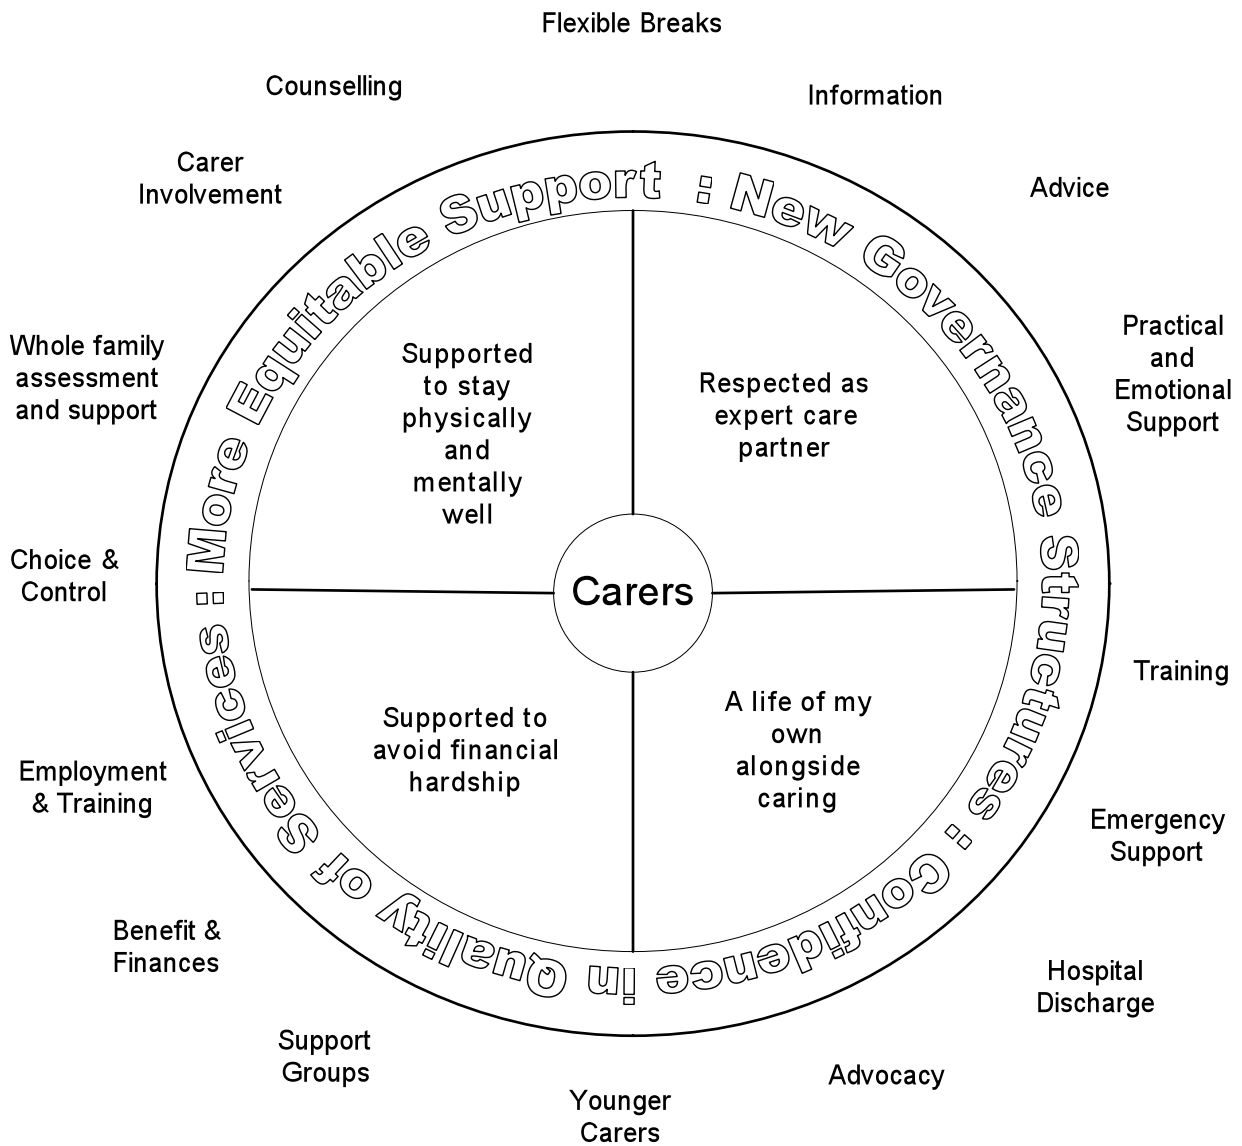 Flexible Breaks
Counselling
Information
Carer
Involvement
Advice
More Equitable Support : New Governance Structures : Confidence in Quality of Services :
Whole family
assessment
and support
Practical
and
Emotional
Support
Supported
to stay
physically
and
mentally
well
Respected as
expert care
partner
Choice &
Control
Carers
Training
Supported to
avoid financial
hardship
A life of my
own
alongside
caring
Employment
& Training
Emergency
Support
Benefit &
Finances
Hospital
Discharge
Support
Groups
Advocacy
Younger
Carers